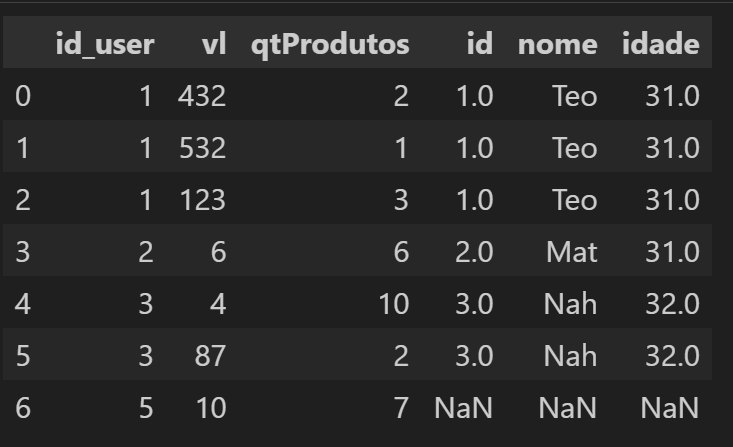 id_user vl qtProdutos id nome idade
0 1 432 2 1.0 Teo 31.0
1 1 532 1 1.0 Teo 31.0
2 1 123 3 1.0 Teo 31.0
3 2 6 6 2.0 Mat 31.0
4 3 4 10 3.0 Nah 32.0
5 3 87 2 3.0 Nah 32.0
6 5 10 7 NaN NaN NaN